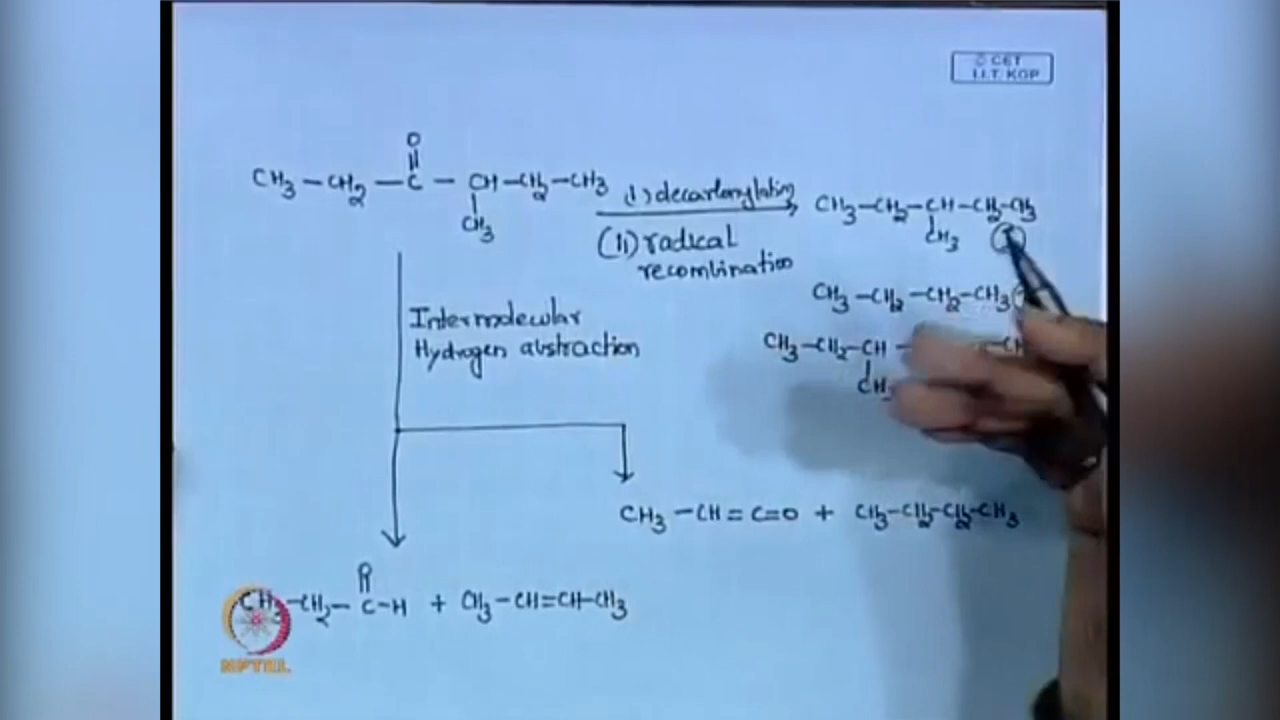 © CET
I.I.T. KGP
O
CH3 – CH2 – C – CH – CH2 – CH3
CH3
(i) decarbonylation
(ii) radical
recombination
CH3 – CH2 – CH – CH2 – CH3
CH3
CH3 – CH2 – CH2 – CH3
CH3 – CH2 – CH –
CH3
Intermolecular
Hydrogen abstraction
CH3 – CH = C = O + CH3 – CH2 – CH2 – CH3
CH3 – CH2 – C – H + CH3 – CH = CH – CH3
NPTEL